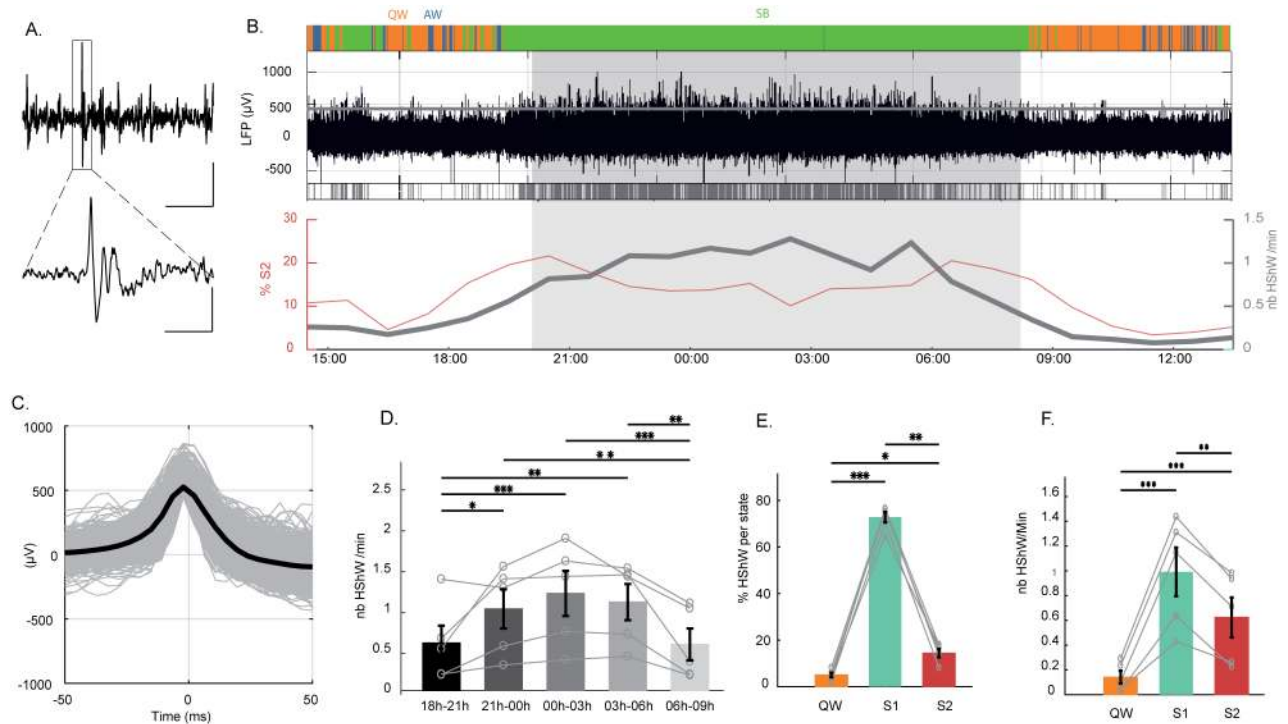 A.
B.
QW AW SB
1000
500
0
-500
LFP (µV)
30
20
10
0
% S2
1.5
1
0.5
0
nb HShW /min
15:00 18:00 21:00 00:00 03:00 06:00 09:00 12:00
C.
1000
500
0
-500
-1000
(µV)
-50 0 50
Time (ms)
D.
**
***
* *
**
***
*
2.5
2
1.5
1
0.5
0
nb HShW /min
18h-21h 21h-00h 00h-03h 03h-06h 06h-09h
E.
**
*
***
80
60
40
20
0
% HShW per state
QW S1 S2
F.
**
***
***
1.6
1.4
1.2
1
0.8
0.6
0.4
0.2
0
nb HShW/Min
QW S1 S2